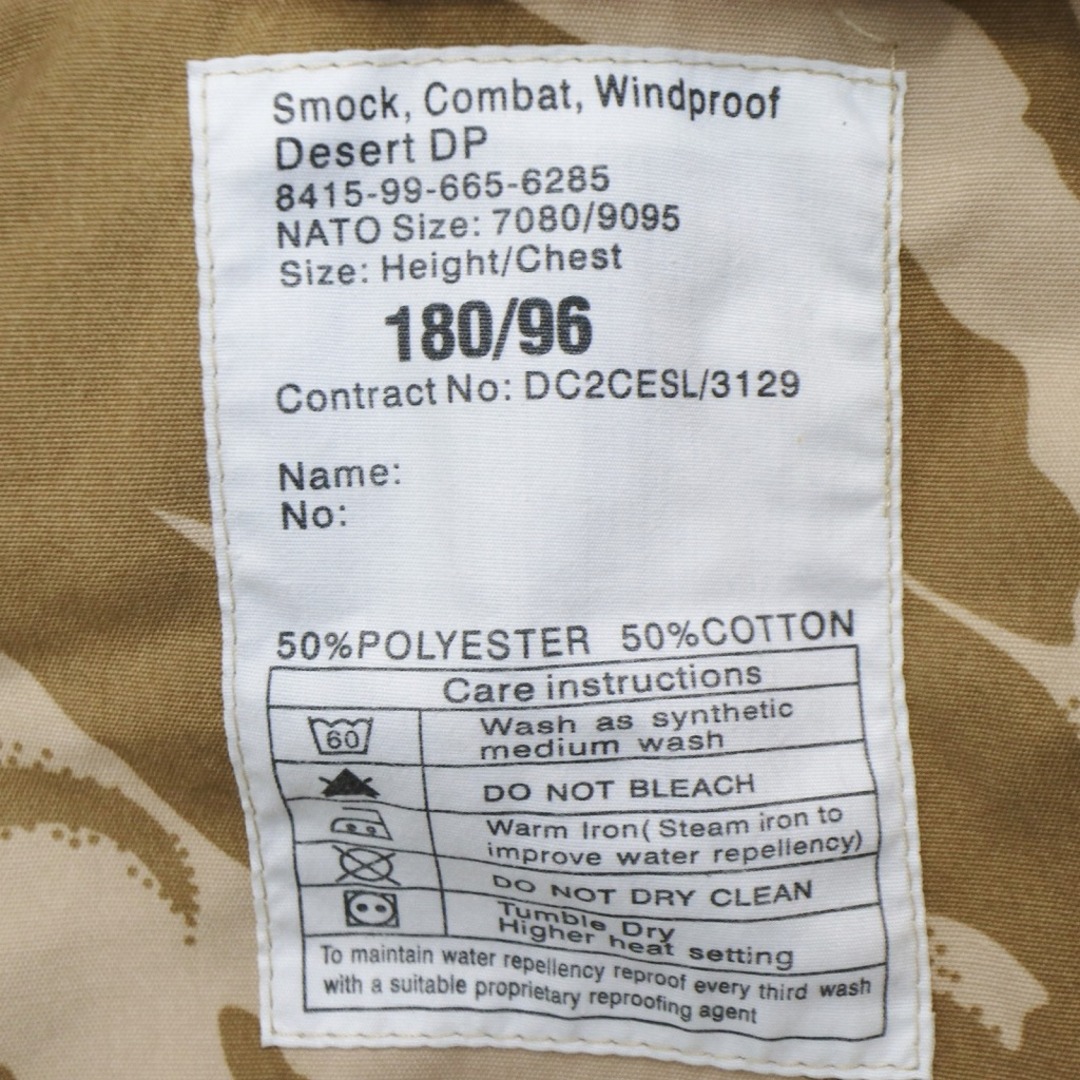 Smock, Combat, Windproof
Desert DP
8415-99-665-6285
NATO Size: 7080/9095
Size: Height/Chest
180/96
Contract No: DC2CESL/3129
Name:
No:
50%POLYESTER 50%COTTON
Care instructions
60
Wash as synthetic
medium wash
DO NOT BLEACH
Warm Iron( Steam iron to
improve water repellency)
DO NOT DRY CLEAN
Tumble Dry
Higher heat setting
To maintain water repellency reproof every third wash
with a suitable proprietary reproofing agent